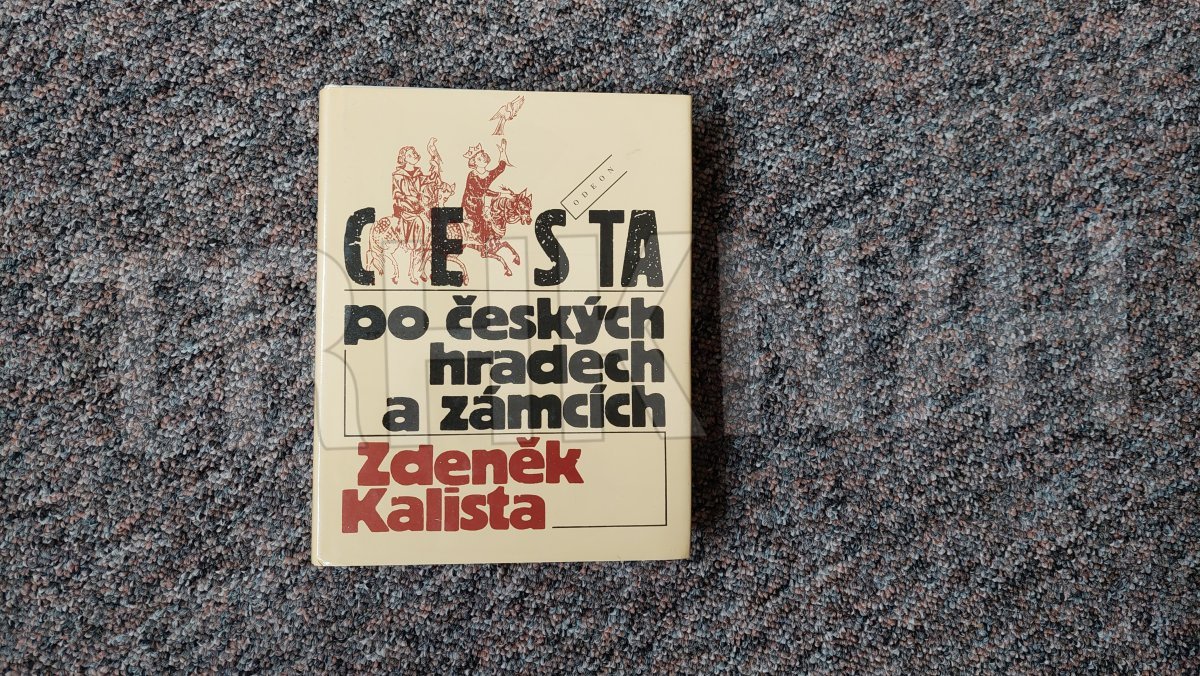 ODEON
CESTA
po českých
hradech
a zámcích
Zdeněk
Kalista